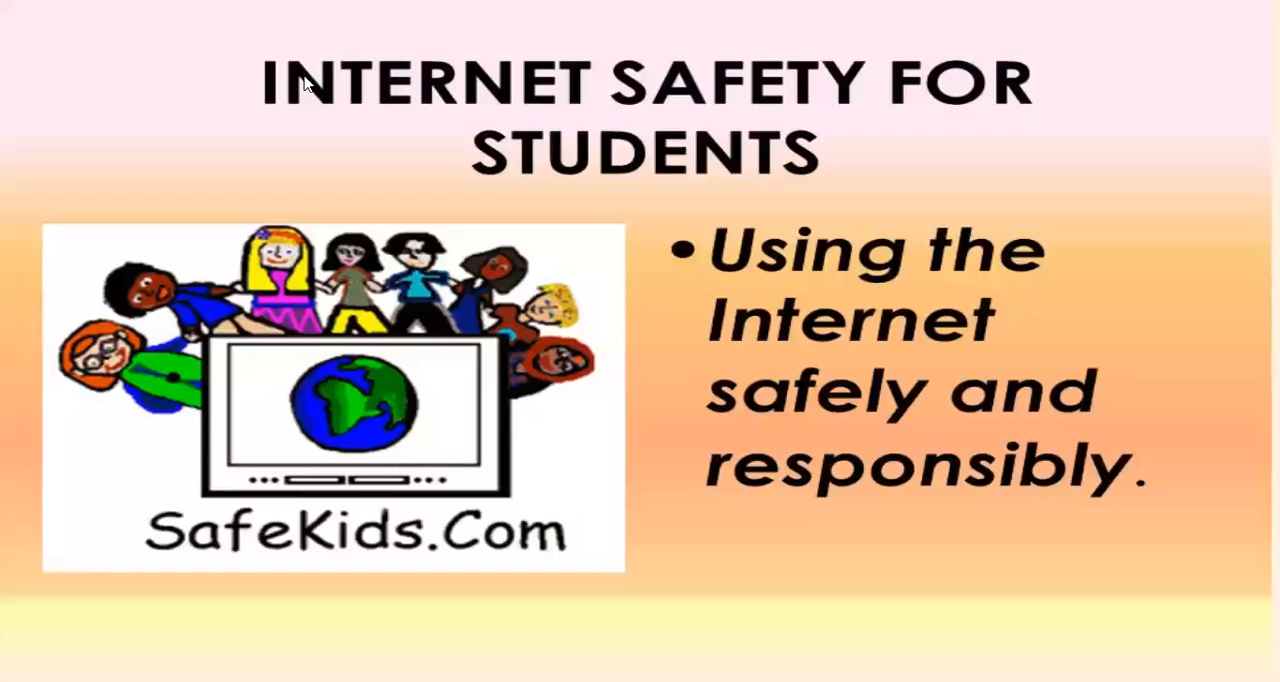 INTERNET SAFETY FOR
STUDENTS
•Using the
Internet
safely and
responsibly.
SafeKids.Com